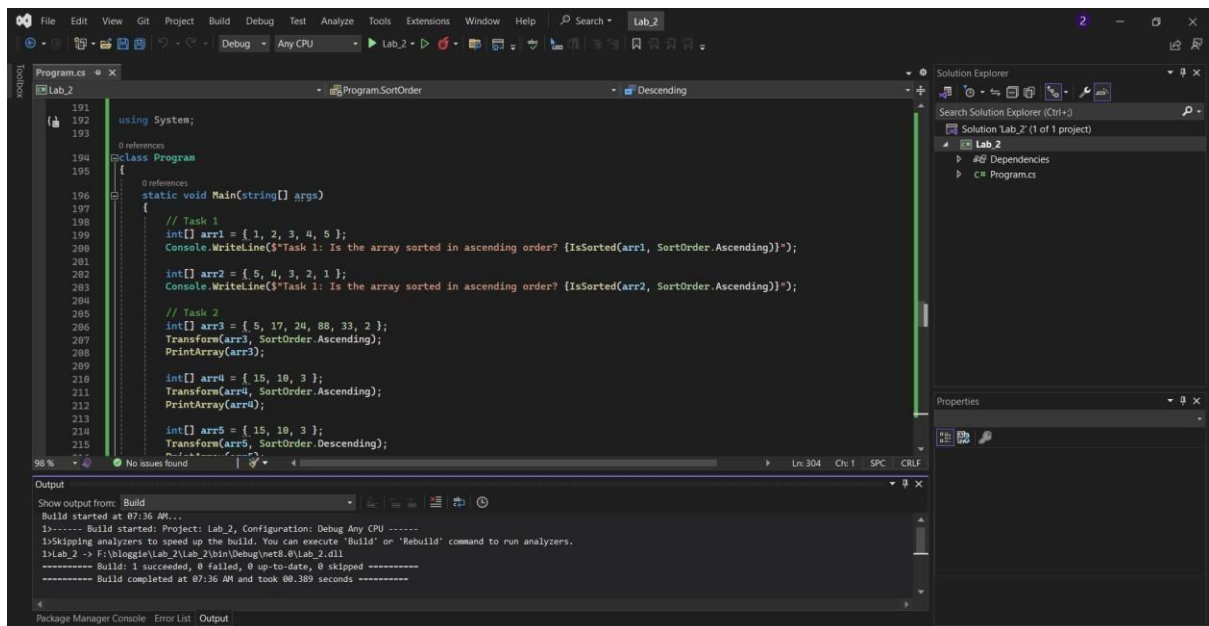 File Edit View Git Project Build Debug Test Analyze Tools Extensions Window Help Search Lab_2 2
Debug Any CPU Lab_2
Toolbox
Program.cs
Lab_2 Program.SortOrder Descending
191
192 using System;
193
0 references
194 class Program
195 {
0 references
196 static void Main(string[] args)
197 {
198 // Task 1
199 int[] arr1 = { 1, 2, 3, 4, 5 };
200 Console.WriteLine($"Task 1: Is the array sorted in ascending order? {IsSorted(arr1, SortOrder.Ascending)}");
201
202 int[] arr2 = { 5, 4, 3, 2, 1 };
203 Console.WriteLine($"Task 1: Is the array sorted in ascending order? {IsSorted(arr2, SortOrder.Ascending)}");
204
205 // Task 2
206 int[] arr3 = { 5, 17, 24, 88, 33, 2 };
207 Transform(arr3, SortOrder.Ascending);
208 PrintArray(arr3);
209
210 int[] arr4 = { 15, 10, 3 };
211 Transform(arr4, SortOrder.Ascending);
212 PrintArray(arr4);
213
214 int[] arr5 = { 15, 10, 3 };
215 Transform(arr5, SortOrder.Descending);
98 % No issues found Ln: 304 Ch: 1 SPC CRLF
Output
Show output from: Build
Build started at 07:36 AM...
1>------ Build started: Project: Lab_2, Configuration: Debug Any CPU ------
1>Skipping analyzers to speed up the build. You can execute 'Build' or 'Rebuild' command to run analyzers.
1>Lab_2 -> F:\bloggie\Lab_2\Lab_2\bin\Debug\net8.0\Lab_2.dll
========== Build: 1 succeeded, 0 failed, 0 up-to-date, 0 skipped ==========
========== Build completed at 07:36 AM and took 00.389 seconds ==========
Package Manager Console Error List Output
Solution Explorer
Search Solution Explorer (Ctrl+;)
Solution 'Lab_2' (1 of 1 project)
Lab_2
Dependencies
C# Program.cs
Properties